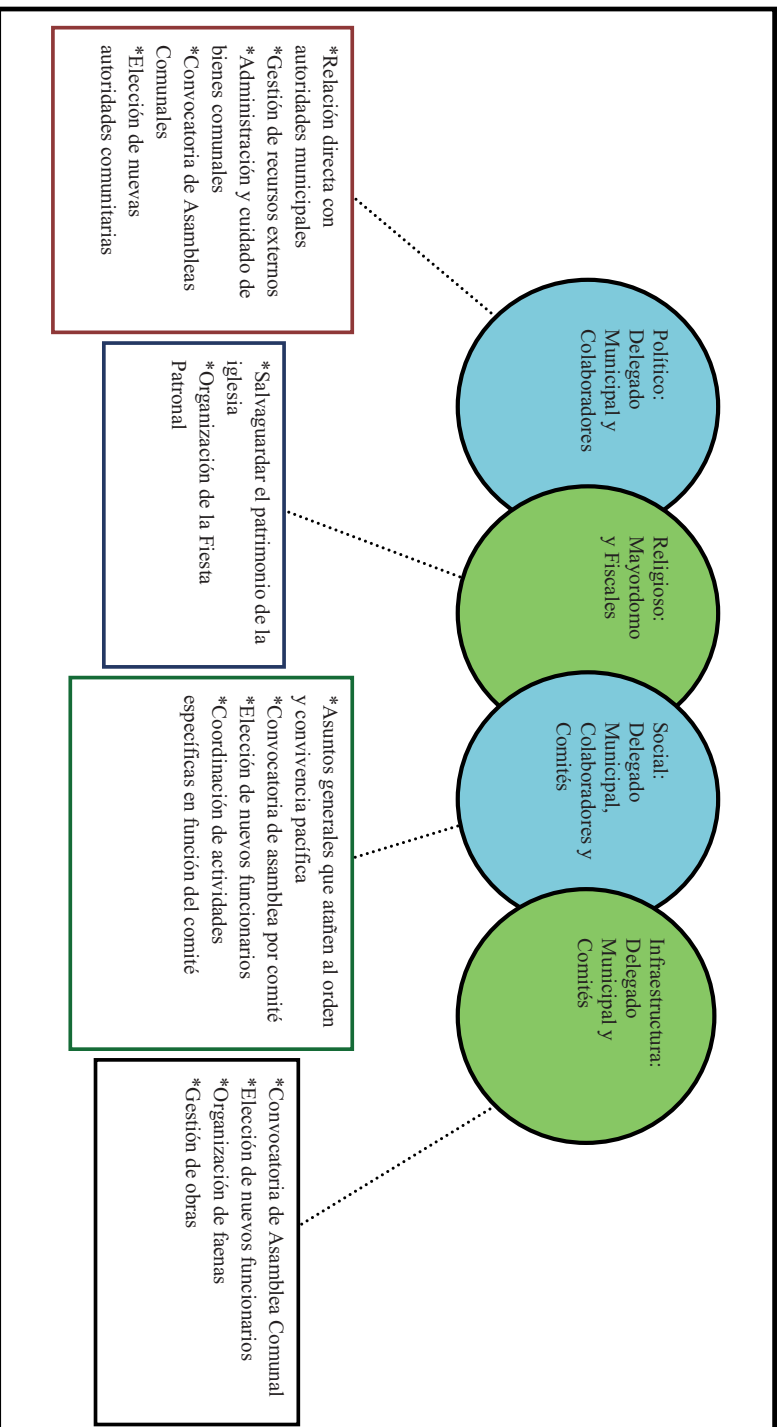 Político:
Delegado
Municipal y
Colaboradores
Religioso:
Mayordomo
y Fiscales
Social:
Delegado
Municipal,
Colaboradores y
Comités
Infraestructura:
Delegado
Municipal y
Comités
*Relación directa con
autoridades municipales
*Gestión de recursos externos
*Administración y cuidado de
bienes comunales
*Convocatoria de Asambleas
Comunales
*Elección de nuevas
autoridades comunitarias
*Salvaguardar el patrimonio de la
iglesia
*Organización de la Fiesta
Patronal
*Asuntos generales que atañen al orden
y convivencia pacífica
*Convocatoria de asamblea por comité
*Elección de nuevos funcionarios
*Coordinación de actividades
específicas en función del comité
*Convocatoria de Asamblea Comunal
*Elección de nuevos funcionarios
*Organización de faenas
*Gestión de obras